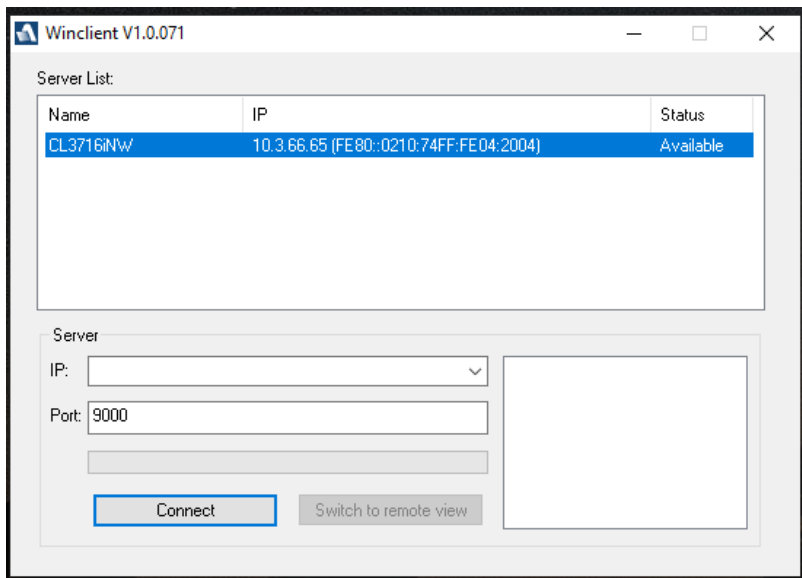 Winclient V1.0.071
Server List:
Name IP Status
CL3716iNW 10.3.66.65 (FE80::0210:74FF:FE04:2004) Available
Server
IP:
Port: 9000
Connect Switch to remote view